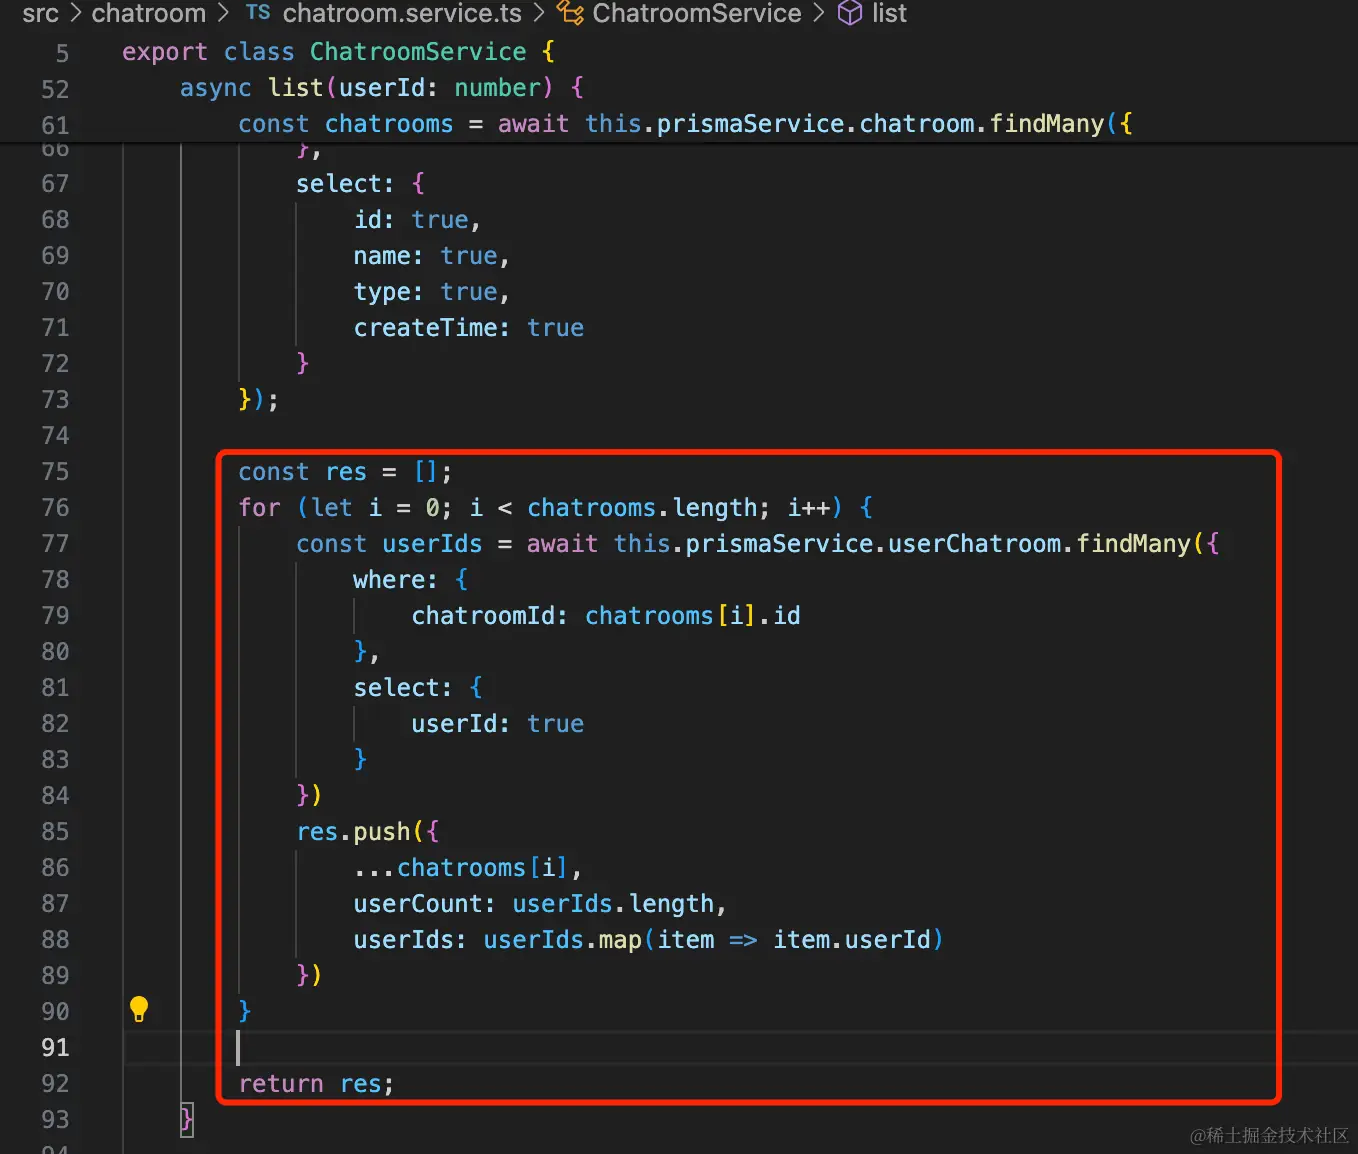 src > chatroom > TS chatroom.service.ts > ChatroomService > list
5 export class ChatroomService {
52 async list(userId: number) {
61 const chatrooms = await this.prismaService.chatroom.findMany({
66 },
67 select: {
68 id: true,
69 name: true,
70 type: true,
71 createTime: true
72 }
73 });
74
75 const res = [];
76 for (let i = 0; i < chatrooms.length; i++) {
77 const userIds = await this.prismaService.userChatroom.findMany({
78 where: {
79 chatroomId: chatrooms[i].id
80 },
81 select: {
82 userId: true
83 }
84 })
85 res.push({
86 ...chatrooms[i],
87 userCount: userIds.length,
88 userIds: userIds.map(item => item.userId)
89 })
90 }
91
92 return res;
93 }
94
@稀土掘金技术社区